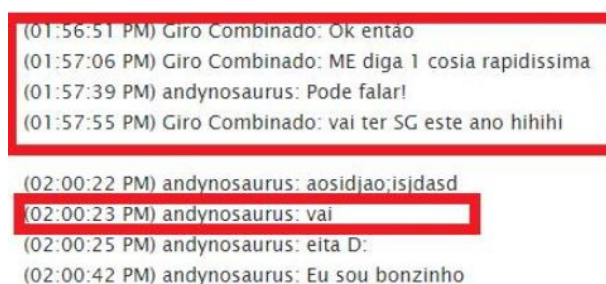 (01:56:51 PM) Giro Combinado: Ok então
(01:57:06 PM) Giro Combinado: ME diga 1 cosia rapidissima
(01:57:39 PM) andynosaurus: Pode falar!
(01:57:55 PM) Giro Combinado: vai ter SG este ano hihihi
(02:00:22 PM) andynosaurus: aosidjao;isjdasd
(02:00:23 PM) andynosaurus: vai
(02:00:25 PM) andynosaurus: eita D:
(02:00:42 PM) andynosaurus: Eu sou bonzinho